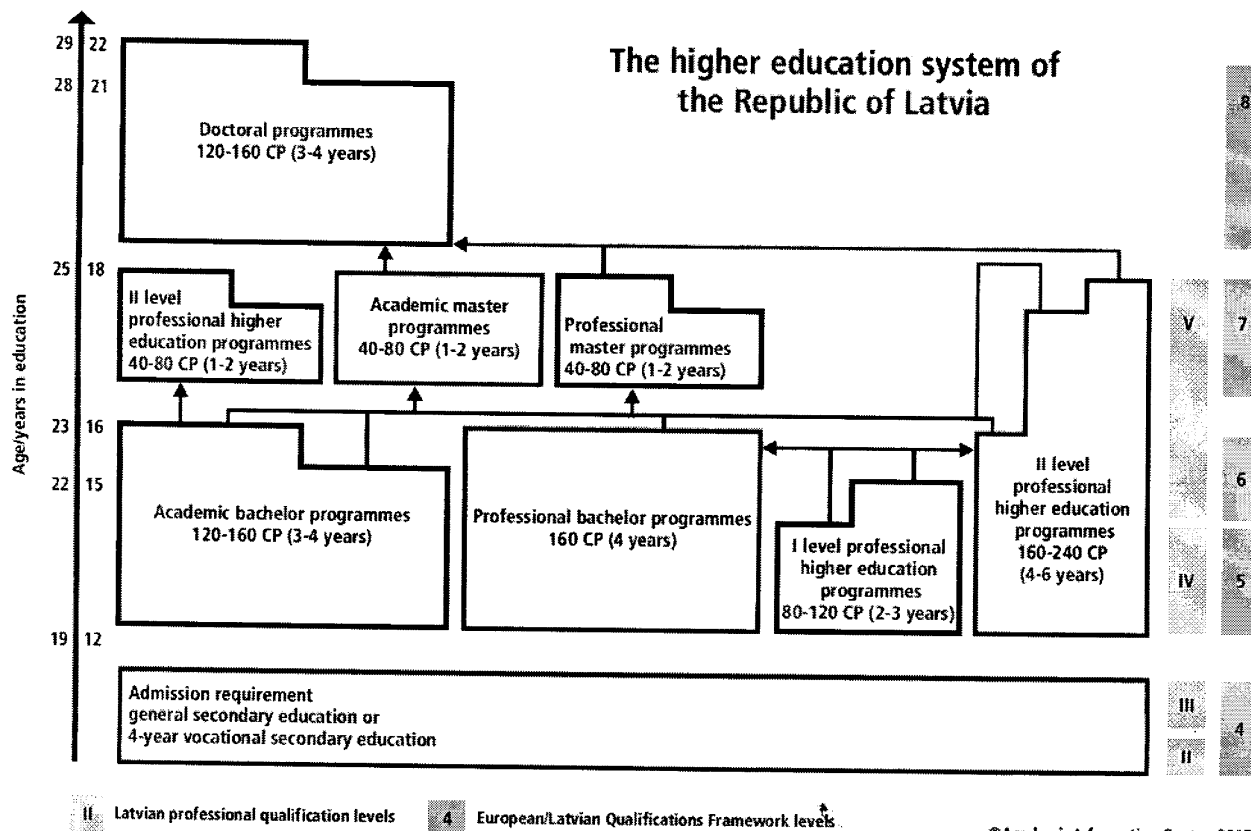 The higher education system of
the Republic of Latvia
29 22
28 21
Doctoral programmes
120-160 CP (3-4 years)
8
25 18
II level
professional higher
education programmes
40-80 CP (1-2 years)
Academic master
programmes
40-80 CP (1-2 years)
Professional
master programmes
40-80 CP (1-2 years)
V
7
Age/years in education
23 16
22 15
Academic bachelor programmes
120-160 CP (3-4 years)
Professional bachelor programmes
160 CP (4 years)
I level professional
higher education
programmes
80-120 CP (2-3 years)
II level
professional
higher education
programmes
160-240 CP
(4-6 years)
6
IV
5
19 12
Admission requirement
general secondary education or
4-year vocational secondary education
III
II
4
II Latvian professional qualification levels
4 European/Latvian Qualifications Framework levels